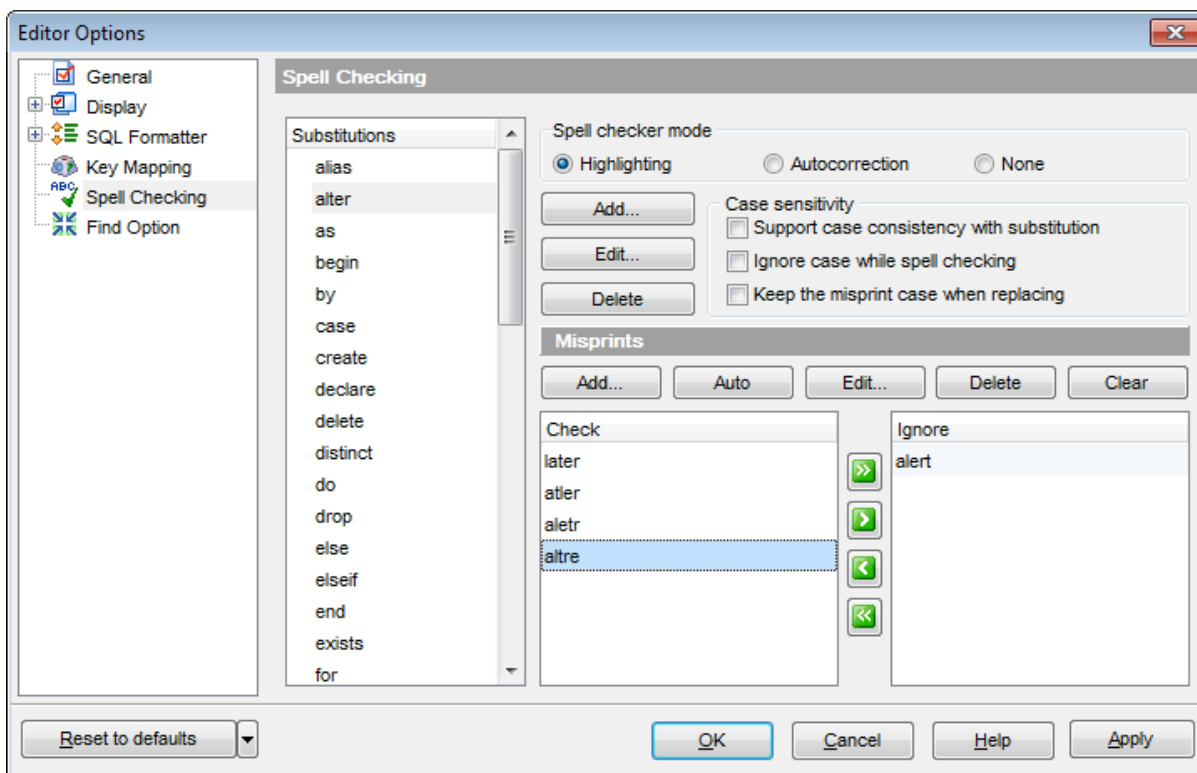 Editor Options
General
Display
SQL Formatter
Key Mapping
ABC
Spell Checking
Find Option
Spell Checking
Substitutions
alias
alter
as
begin
by
case
create
declare
delete
distinct
do
drop
else
elseif
end
exists
for
Spell checker mode
Highlighting Autocorrection None
Add...
Edit...
Delete
Case sensitivity
Support case consistency with substitution
Ignore case while spell checking
Keep the misprint case when replacing
Misprints
Add... Auto Edit... Delete Clear
Check
later
atler
aletr
altre
Ignore
alert
Reset to defaults OK Cancel Help Apply